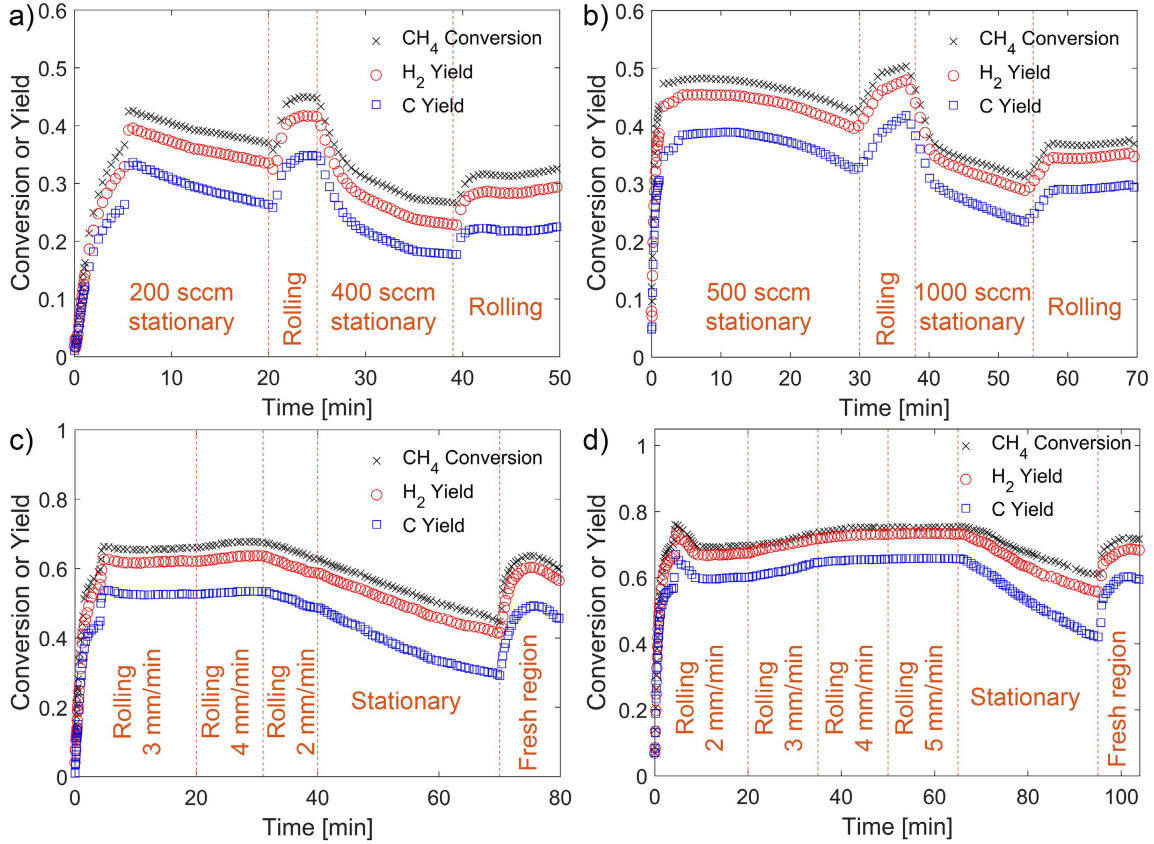 a)
0.6
0.5
0.4
0.3
0.2
0.1
0
Conversion or Yield
CH4 Conversion
H2 Yield
C Yield
200 sccm
stationary
Rolling
400 sccm
stationary
Rolling
0 10 20 30 40 50
Time [min]
b)
0.6
0.5
0.4
0.3
0.2
0.1
0
Conversion or Yield
CH4 Conversion
H2 Yield
C Yield
500 sccm
stationary
Rolling
1000 sccm
stationary
Rolling
0 10 20 30 40 50 60 70
Time [min]
c)
1
0.8
0.6
0.4
0.2
0
Conversion or Yield
CH4 Conversion
H2 Yield
C Yield
Rolling
3 mm/min
Rolling
4 mm/min
Rolling
2 mm/min
Stationary
Fresh region
0 20 40 60 80
Time [min]
d)
1
0.8
0.6
0.4
0.2
0
Conversion or Yield
CH4 Conversion
H2 Yield
C Yield
Rolling
2 mm/min
Rolling
3 mm/min
Rolling
4 mm/min
Rolling
5 mm/min
Stationary
Fresh region
0 20 40 60 80 100
Time [min]